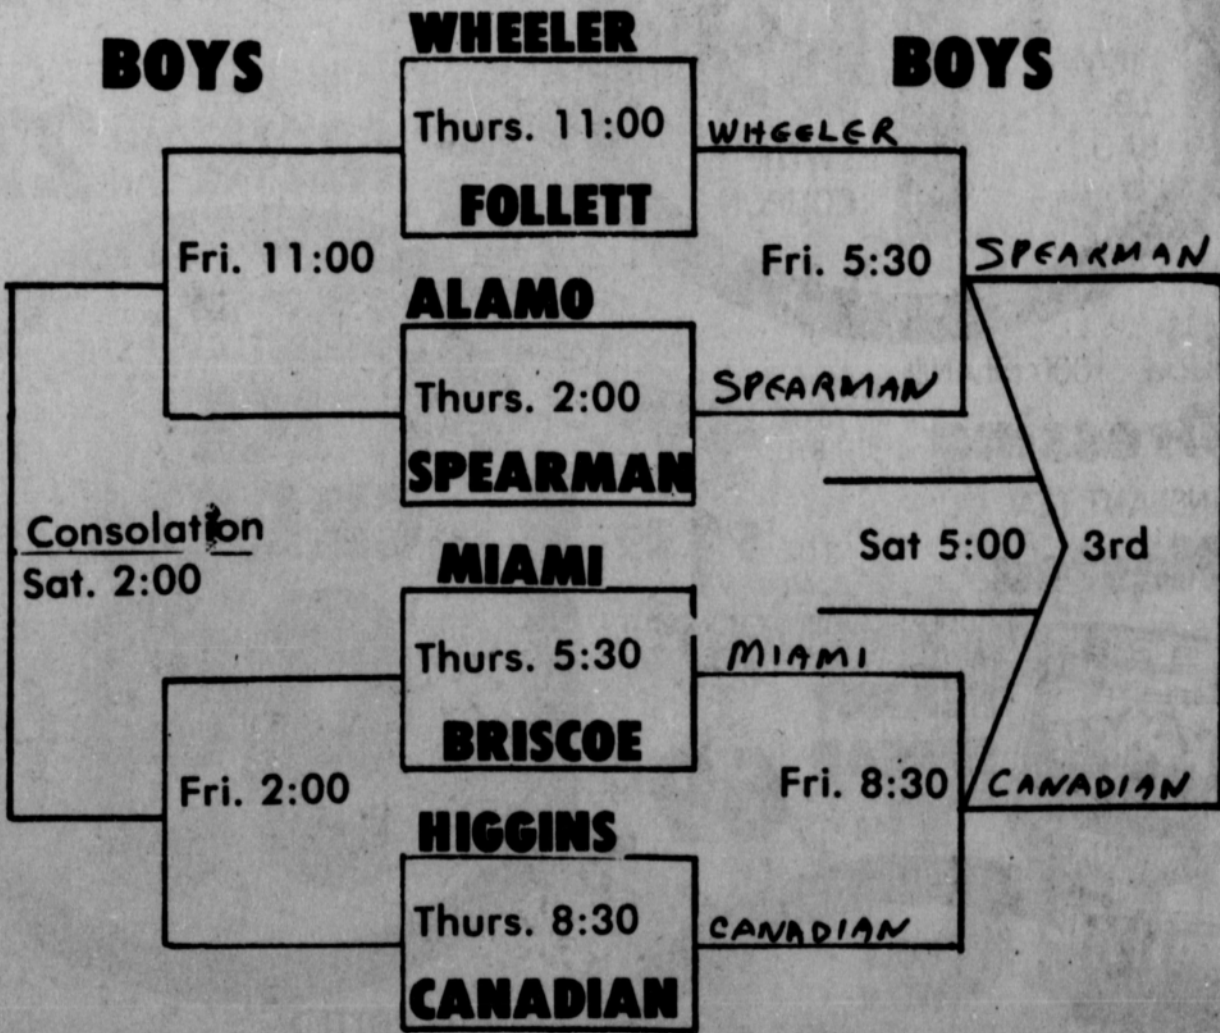 BOYS
WHEELER
BOYS
Thurs. 11:00
WHEELER
FOLLETT
Fri. 11:00
Fri. 5:30
SPEARMAN
ALAMO
Thurs. 2:00
SPEARMAN
SPEARMAN
Consolation
Sat. 2:00
Sat 5:00
3rd
MIAMI
Thurs. 5:30
MIAMI
BRISCOE
Fri. 2:00
Fri. 8:30
CANADIAN
HIGGINS
Thurs. 8:30
CANADIAN
CANADIAN